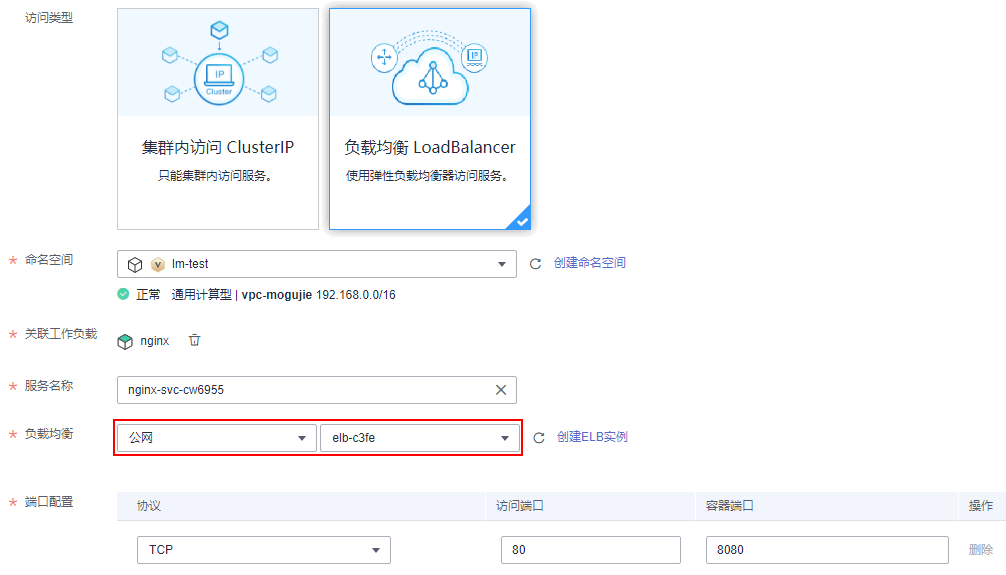 访问类型
IP
Cluster
IP
集群内访问 ClusterIP
只能集群内访问服务。
负载均衡 LoadBalancer
使用弹性负载均衡器访问服务。
* 命名空间
v lm-test
创建命名空间
正常 通用计算型 | vpc-mogujie 192.168.0.0/16
* 关联工作负载
nginx
* 服务名称
nginx-svc-cw6955
* 负载均衡
公网 elb-c3fe 创建ELB实例
* 端口配置
协议 访问端口 容器端口 操作
TCP 80 8080 删除